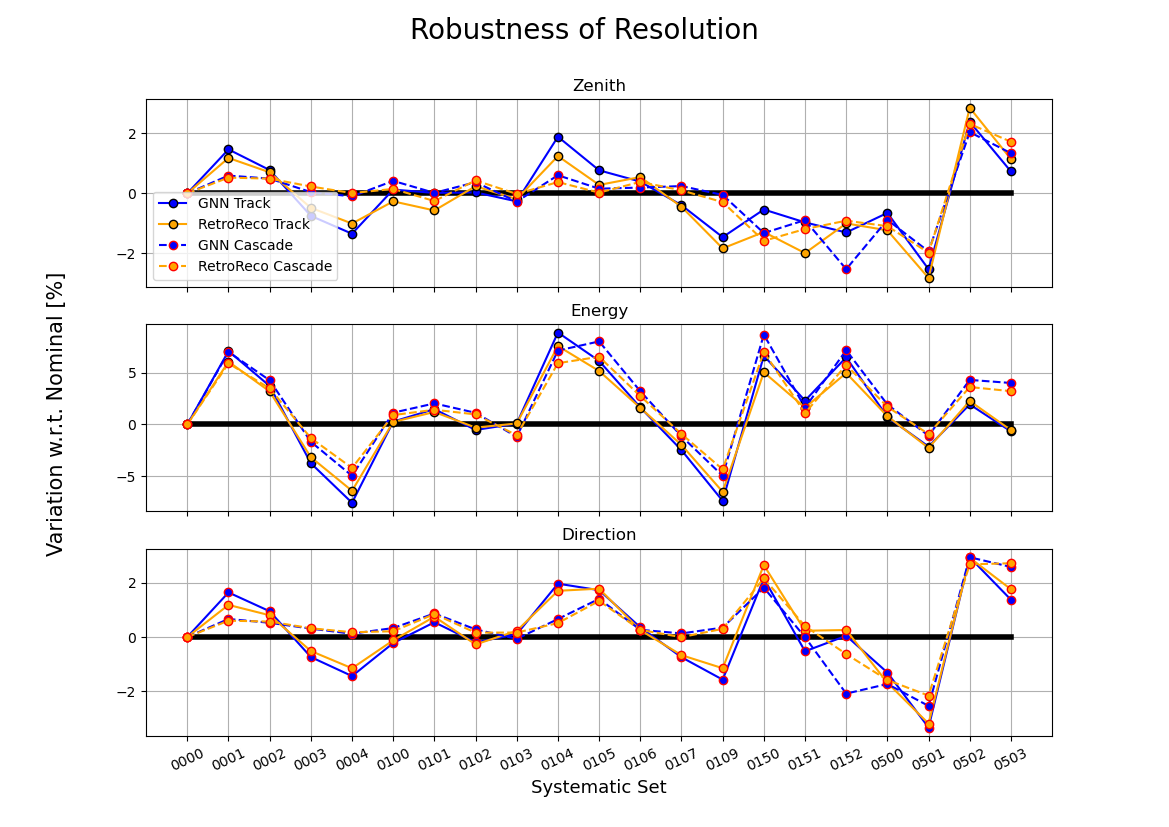 Robustness of Resolution
Zenith
2
0
−2
GNN Track
RetroReco Track
GNN Cascade
RetroReco Cascade
Variation w.r.t. Nominal [%]
Energy
5
0
−5
Direction
2
0
−2
0000 0001 0002 0003 0004 0100 0101 0102 0103 0104 0105 0106 0107 0109 0150 0151 0152 0500 0501 0502 0503
Systematic Set